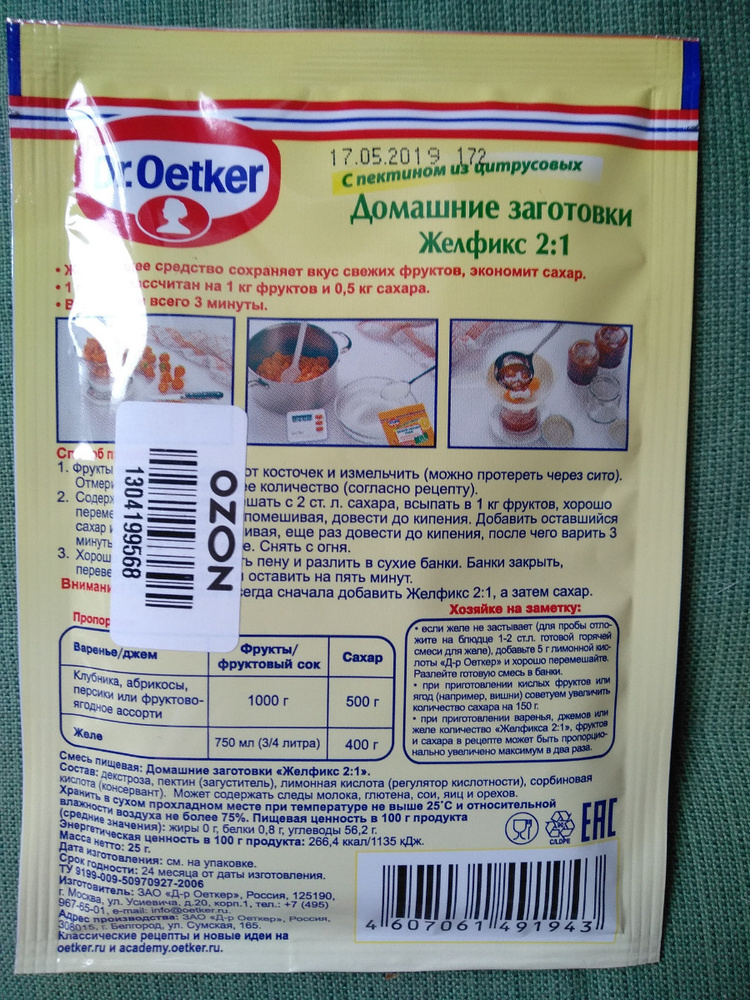 17.05.2019 172
Dr.Oetker
С пектином из цитрусовых
Домашние заготовки
Желфикс 2:1
средство сохраняет вкус свежих фруктов, экономит сахар.
на 1 кг фруктов и 0,5 кг сахара.
всего 3 минуты.
1. Фрукты от косточек и измельчить (можно протереть через сито).
количество (согласно рецепту).
2. с 2 ст. л. сахара, всыпать в 1 кг фруктов, хорошо
довести до кипения. Добавить оставшийся
сахар еще раз довести до кипения, после чего варить 3
Снять с огня.
3. пену и разлить в сухие банки. Банки закрыть,
оставить на пять минут.
сначала добавить Желфикс 2:1, а затем сахар.
OZON
1304199568
Хозяйке на заметку:
• если желе не застывает (для пробы отло-
жите на блюдце 1-2 ст.л. готовой горячей
смеси для желе), добавьте 5 г лимонной кис-
лоты «Д-р Оеткер» и хорошо перемешайте.
Разлейте готовую смесь в банки.
• при приготовлении кислых фруктов или
ягод (например, вишни) советуем увеличить
количество сахара на 150 г.
• при приготовлении варенья, джемов или
желе количество «Желфикса 2:1», фруктов
и сахара в рецепте может быть пропорцио-
нально увеличено максимум в два раза.
Варенье/джем Фрукты/ фруктовый сок Сахар
Клубника, абрикосы, персики или фруктово-ягодное ассорти 1000 г 500 г
Желе 750 мл (3/4 литра) 400 г
Смесь пищевая: Домашние заготовки «Желфикс 2:1».
Состав: декстроза, пектин (загуститель), лимонная кислота (регулятор кислотности), сорбиновая
кислота (консервант). Может содержать следы молока, глютена, сои, яиц и орехов.
Хранить в сухом прохладном месте при температуре не выше 25°С и относительной
влажности воздуха не более 75%. Пищевая ценность в 100 г продукта
(средние значения): жиры 0 г, белки 0,8 г, углеводы 56,2 г.
Энергетическая ценность в 100 г продукта: 266,4 ккал/1135 кДж.
Масса нетто: 25 г.
Дата изготовления: см. на упаковке.
Срок годности: 24 месяца от даты изготовления.
ТУ 9199-009-50970927-2006
Изготовитель: ЗАО «Д-р Оеткер», Россия, 125190,
г. Москва, ул. Усиевича, д.20, корп.1, тел.: +7 (495)
967-65-01, e-mail: info@oetker.ru.
Адрес производства: ЗАО «Д-р Оеткер», Россия,
308015, г. Белгород, ул. Сумская, 165.
Классические рецепты и новые идеи на
oetker.ru и academy.oetker.ru.
C/LDPE
EAC
4 607061 491943